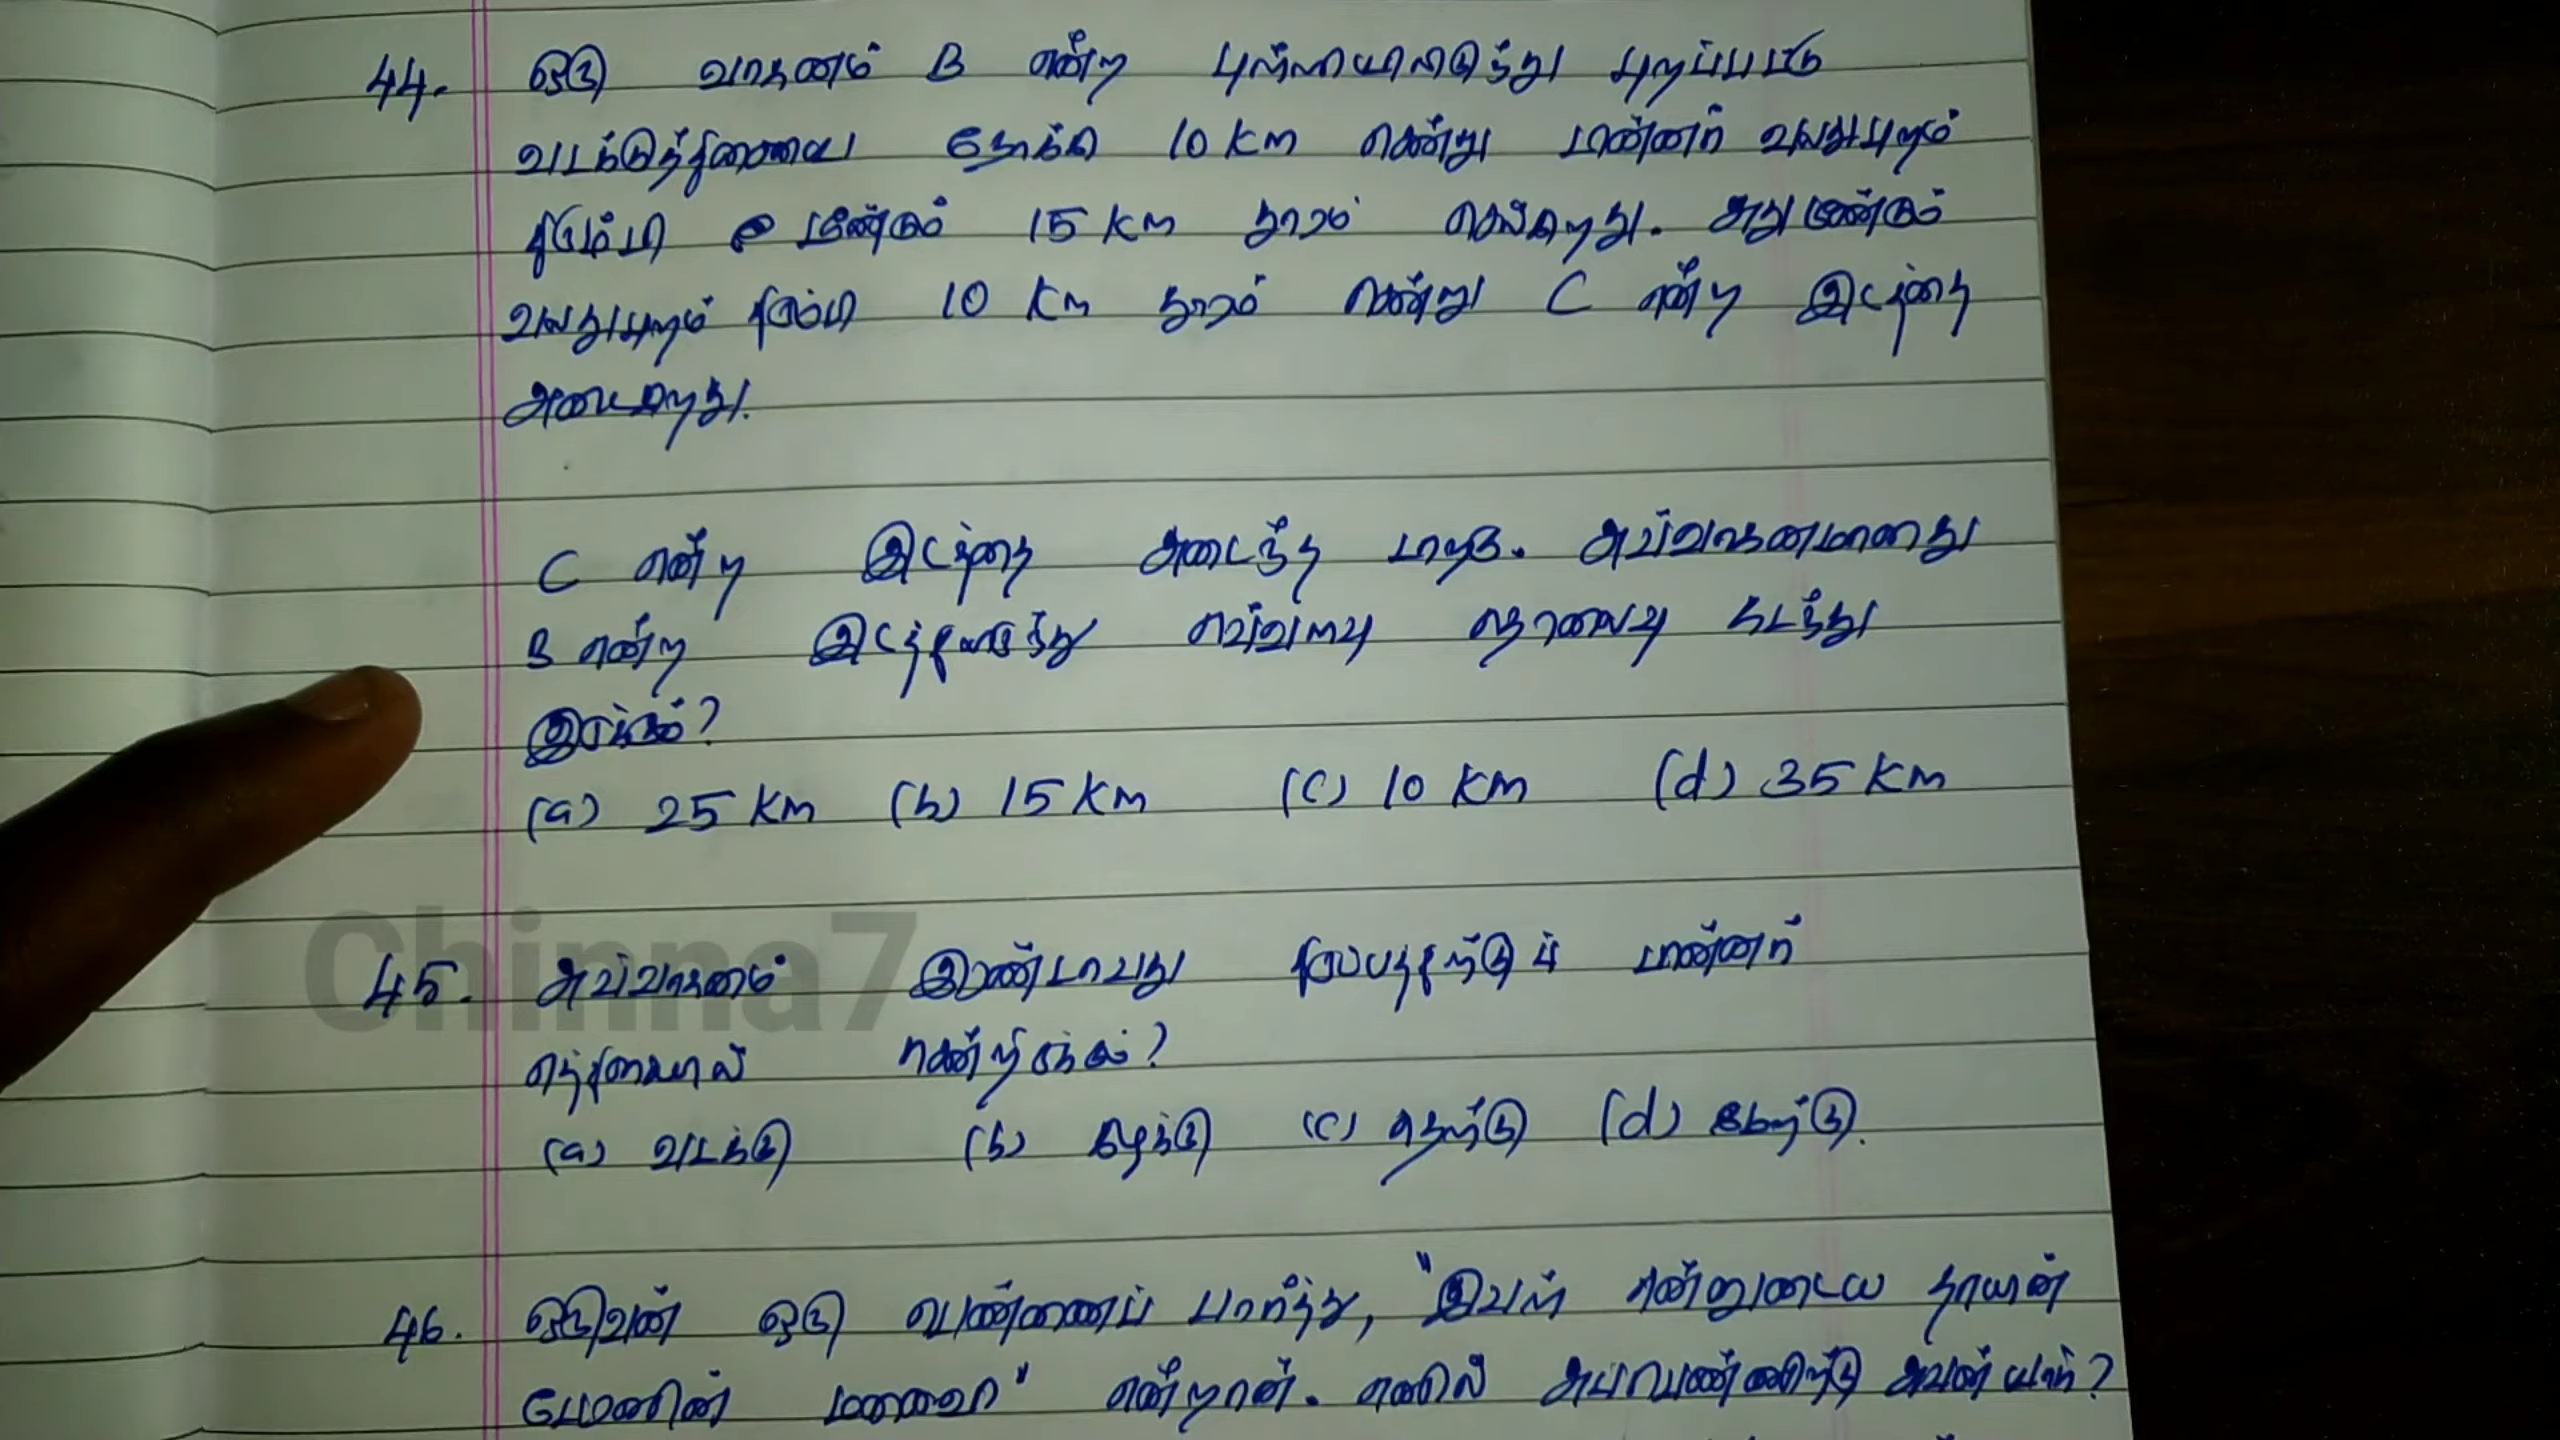 44. ஒரு வாகனம் B என்ற புள்ளியிலிருந்து புறப்பட்டு
வடக்குத்திசையை நோக்கி 10 Km சென்று பின்னர் வலதுபுறம்
திரும்பி மீண்டும் 15 Km தூரம் செல்கிறது. அது மீண்டும்
வலதுபுறம் திரும்பி 10 Km தூரம் சென்று C என்ற இடத்தை
அடைகிறது.
C என்ற இடத்தை அடைந்த பிறகு. அவ்வாகனமானது
B என்ற இடத்திலிருந்து எவ்வளவு தொலைவு கடந்து
இருக்கும்?
(a) 25 Km (b) 15 Km (c) 10 Km (d) 35 Km
Chinna7
45. அவ்வாகனம் இரண்டாவது திருப்பத்திற்குப் பின்னர்
எத்திசையில் சென்றிருக்கும்?
(a) வடக்கு (b) கிழக்கு (c) தெற்கு (d) மேற்கு.
46. ஒருவன் ஒரு பெண்ணைப் பார்த்து, "இவள் என்னுடைய தாயின்
பேரனின் மனைவி" என்றான். எனில் அப்பெண்ணிற்கு அவன் யார்?